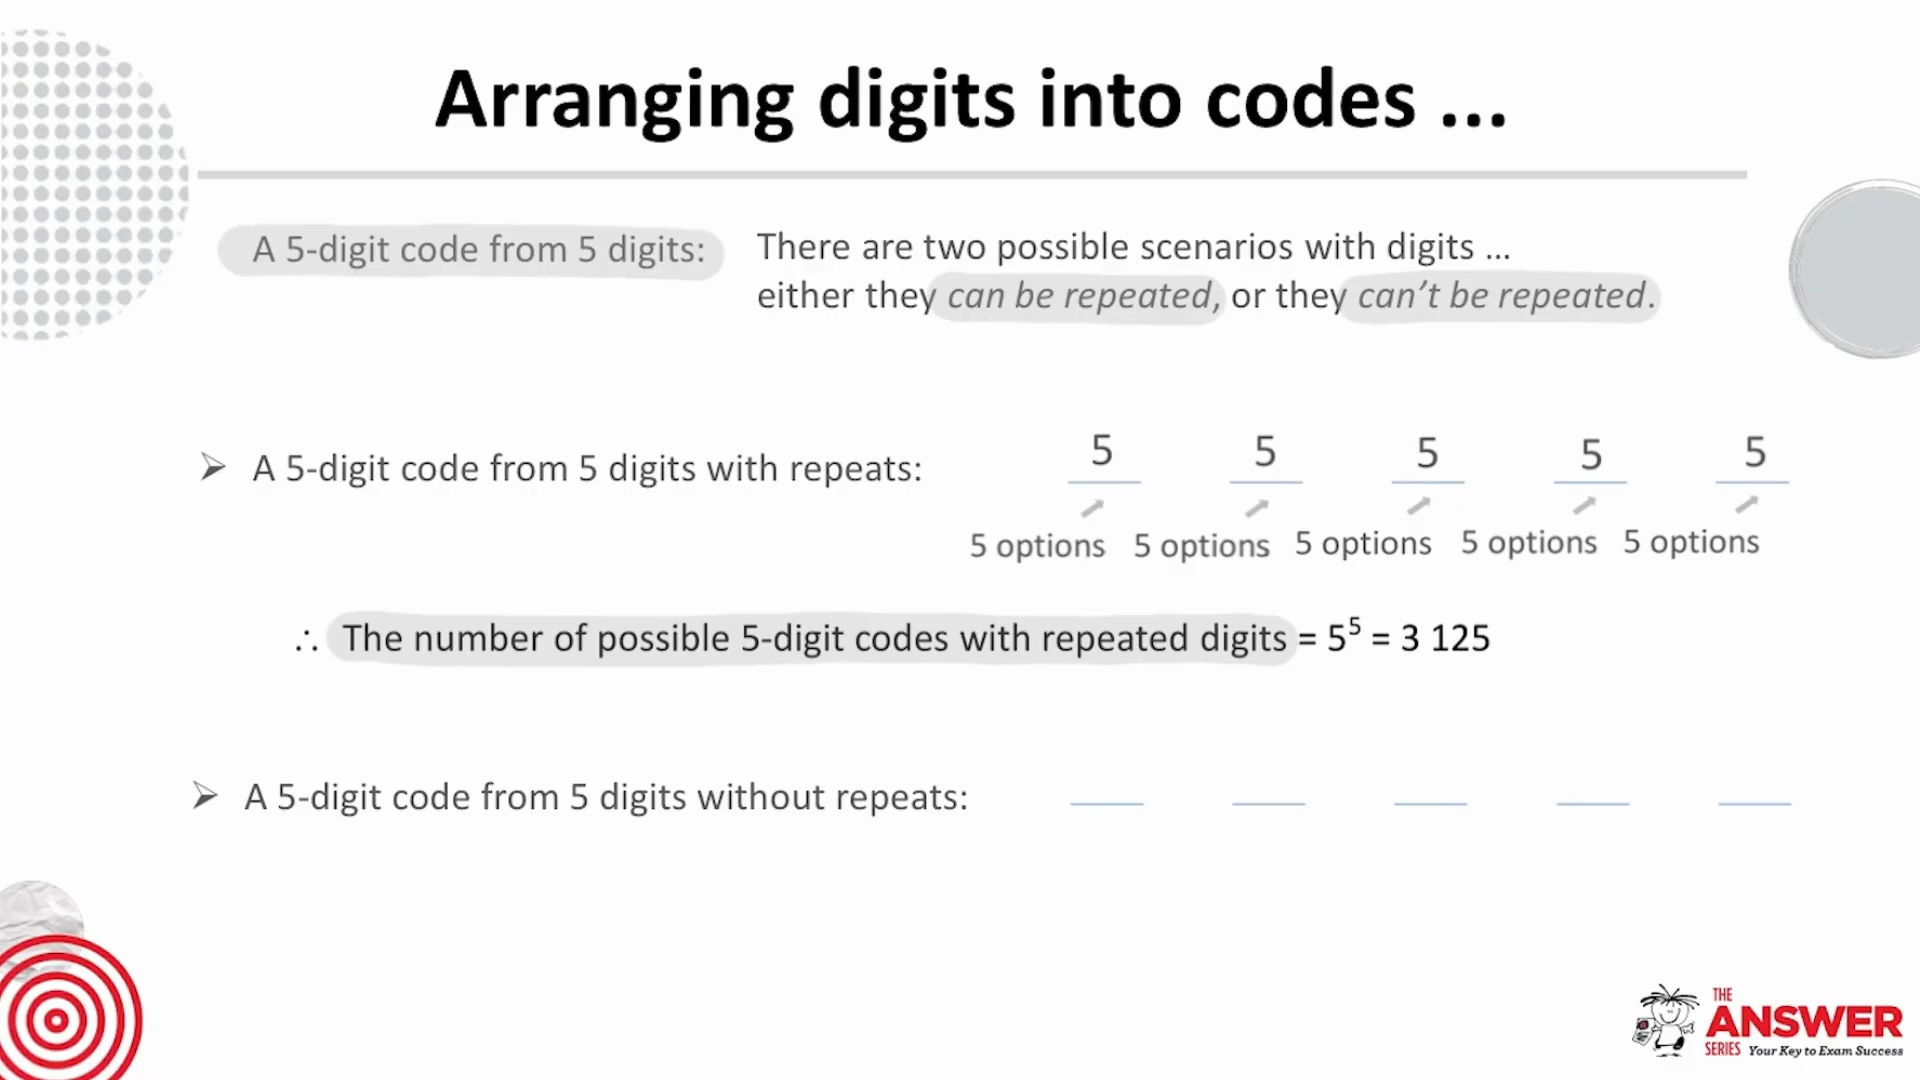 Arranging digits into codes ...
A 5-digit code from 5 digits:
There are two possible scenarios with digits ...
either they can be repeated, or they can't be repeated.
➢ A 5-digit code from 5 digits with repeats:
5 5 5 5 5
5 options 5 options 5 options 5 options 5 options
∴ The number of possible 5-digit codes with repeated digits = 5⁵ = 3 125
➢ A 5-digit code from 5 digits without repeats:
THE
ANSWER
SERIES Your Key to Exam Success